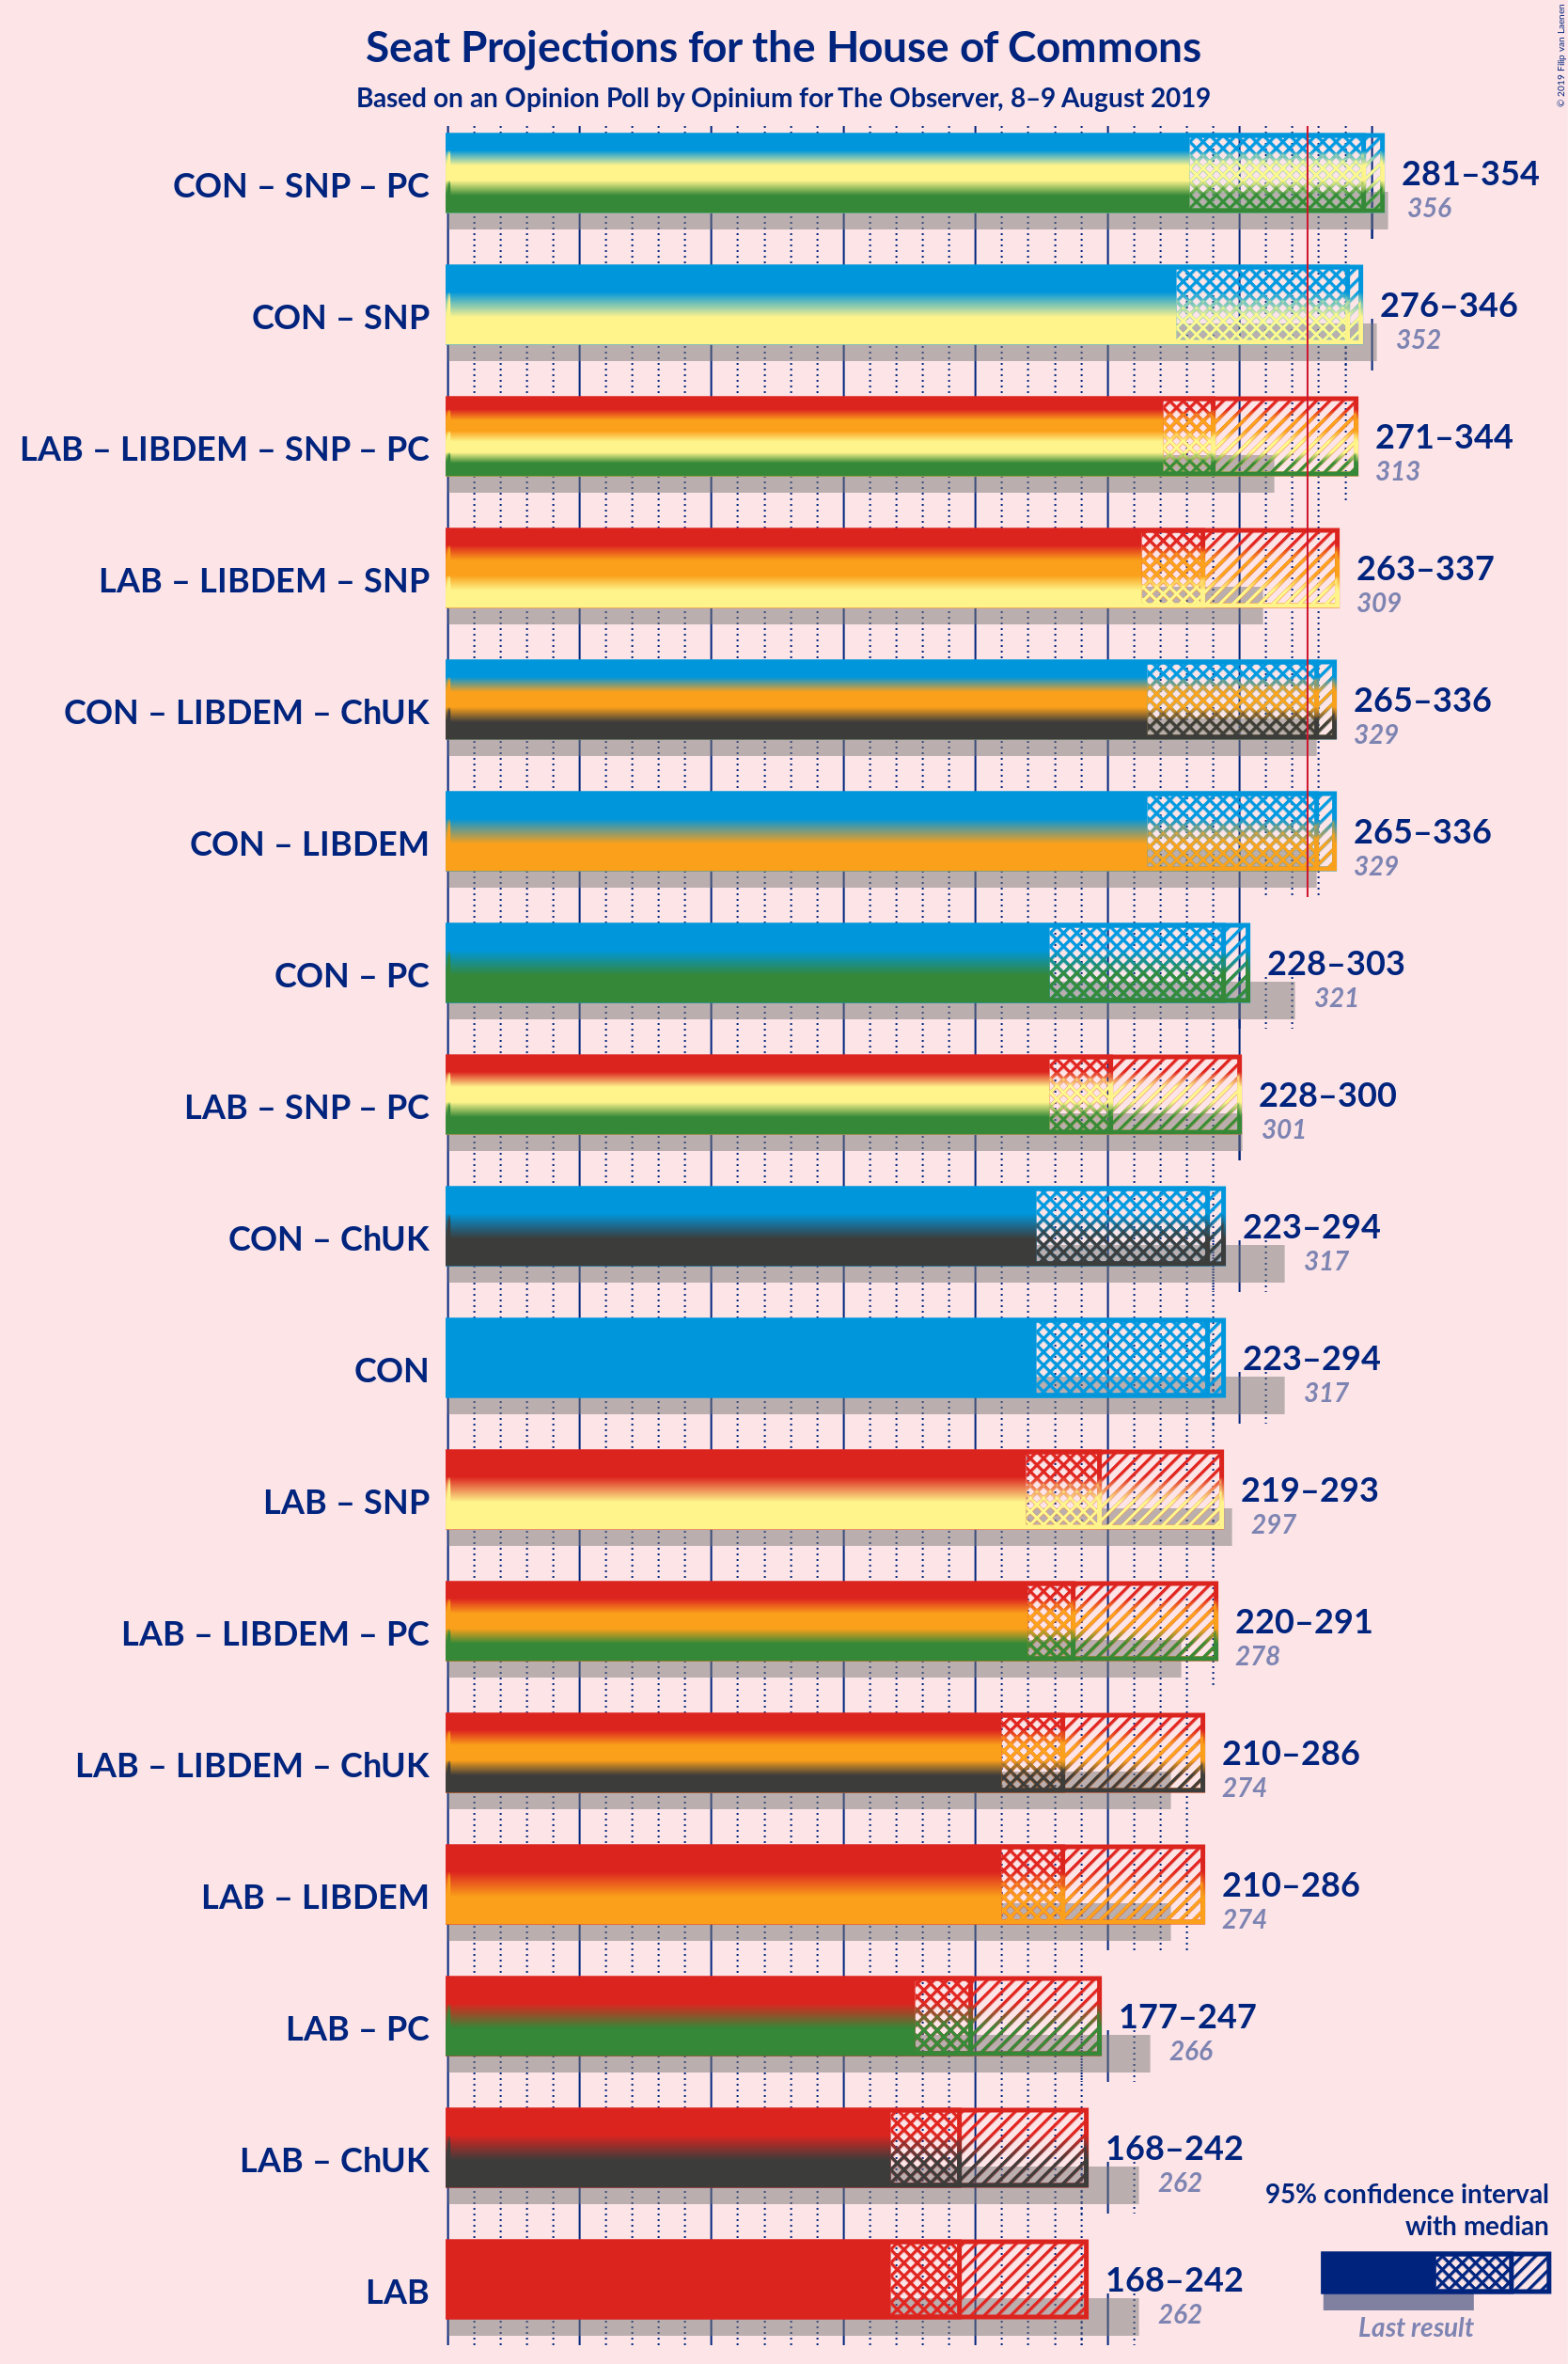 Seat Projections for the House of Commons
Based on an Opinion Poll by Opinium for The Observer, 8–9 August 2019
© 2019 Filip van Laenen
CON – SNP – PC
281–354
356
CON – SNP
276–346
352
LAB – LIBDEM – SNP – PC
271–344
313
LAB – LIBDEM – SNP
263–337
309
CON – LIBDEM – ChUK
265–336
329
CON – LIBDEM
265–336
329
CON – PC
228–303
321
LAB – SNP – PC
228–300
301
CON – ChUK
223–294
317
CON
223–294
317
LAB – SNP
219–293
297
LAB – LIBDEM – PC
220–291
278
LAB – LIBDEM – ChUK
210–286
274
LAB – LIBDEM
210–286
274
LAB – PC
177–247
266
LAB – ChUK
168–242
262
LAB
168–242
262
95% confidence interval
with median
Last result